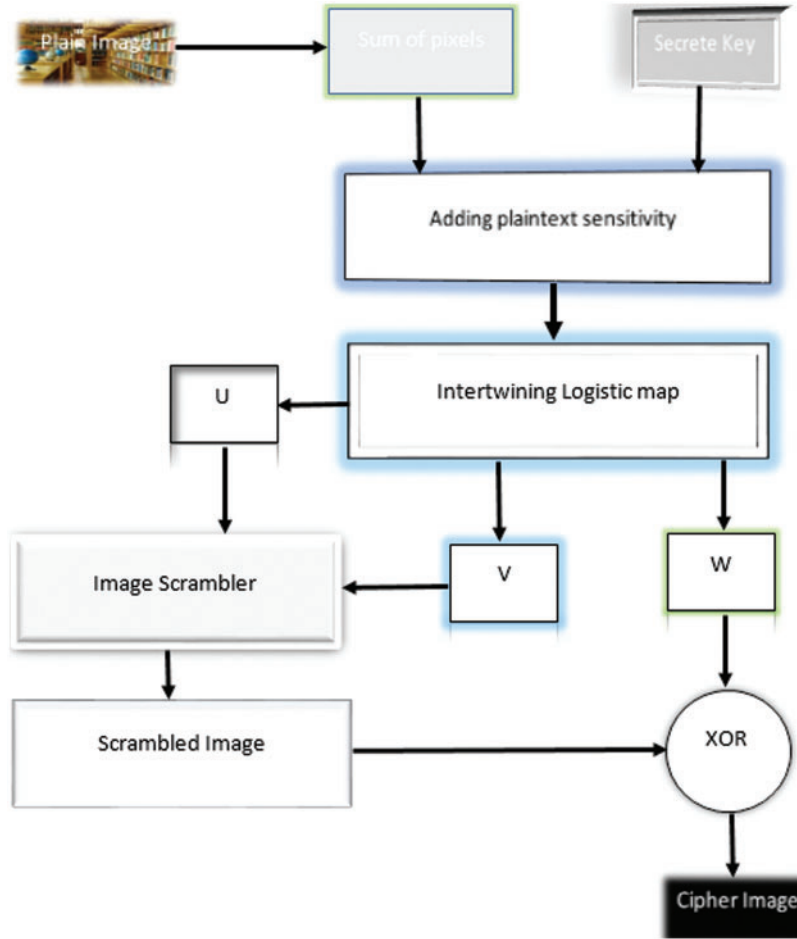 Plain Image
Sum of pixels
Secrete Key
Adding plaintext sensitivity
Intertwining Logistic map
U
V
W
Image Scrambler
Scrambled Image
XOR
Cipher Image